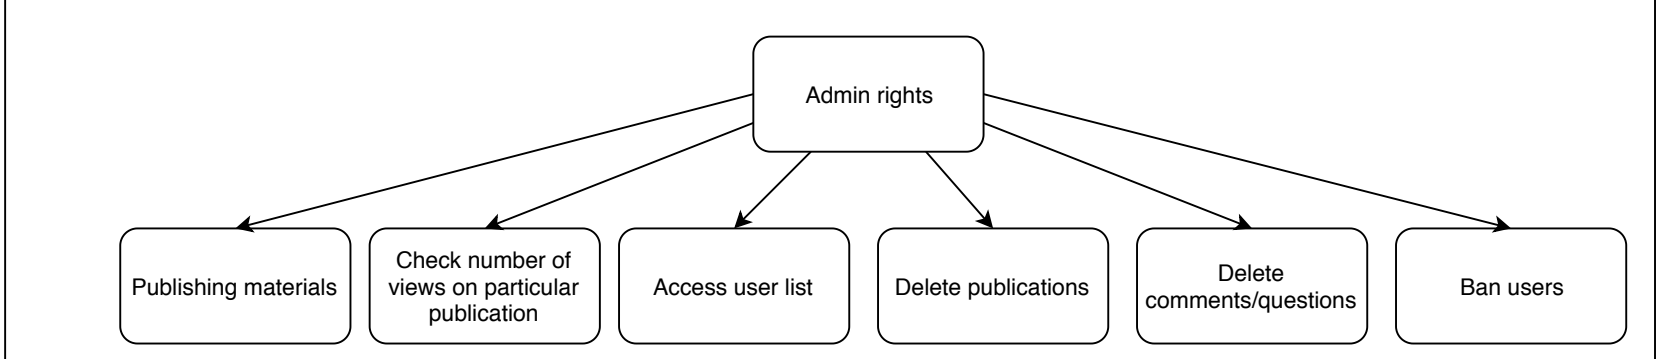 Admin rights
Publishing materials
Check number of
views on particular
publication
Access user list
Delete publications
Delete
comments/questions
Ban users